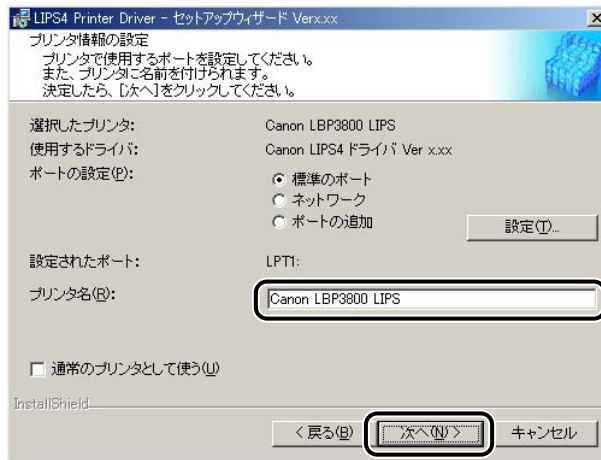 LIPS4 Printer Driver - セットアップウィザード Verx.xx
プリンタ情報の設定
プリンタで使用するポートを設定してください。
また、プリンタに名前を付けられます。
決定したら、[次へ]をクリックしてください。
選択したプリンタ: Canon LBP3800 LIPS
使用するドライバ: Canon LIPS4 ドライバ Ver x.xx
ポートの設定(P): 標準のポート
ネットワーク
ポートの追加
設定(T)...
設定されたポート: LPT1:
プリンタ名(R): Canon LBP3800 LIPS
通常のプリンタとして使う(U)
InstallShield
< 戻る(B) 次へ(N) > キャンセル